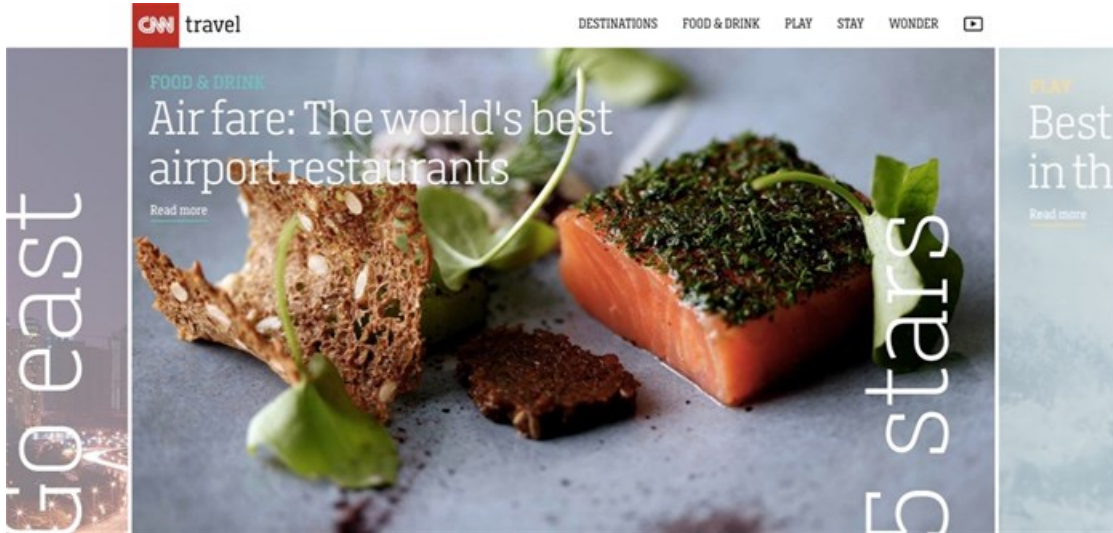 CNN travel
DESTINATIONS FOOD & DRINK PLAY STAY WONDER
Go east
FOOD & DRINK
Air fare: The world's best
airport restaurants
Read more
5 stars
PLAY
Best
in th
Read more